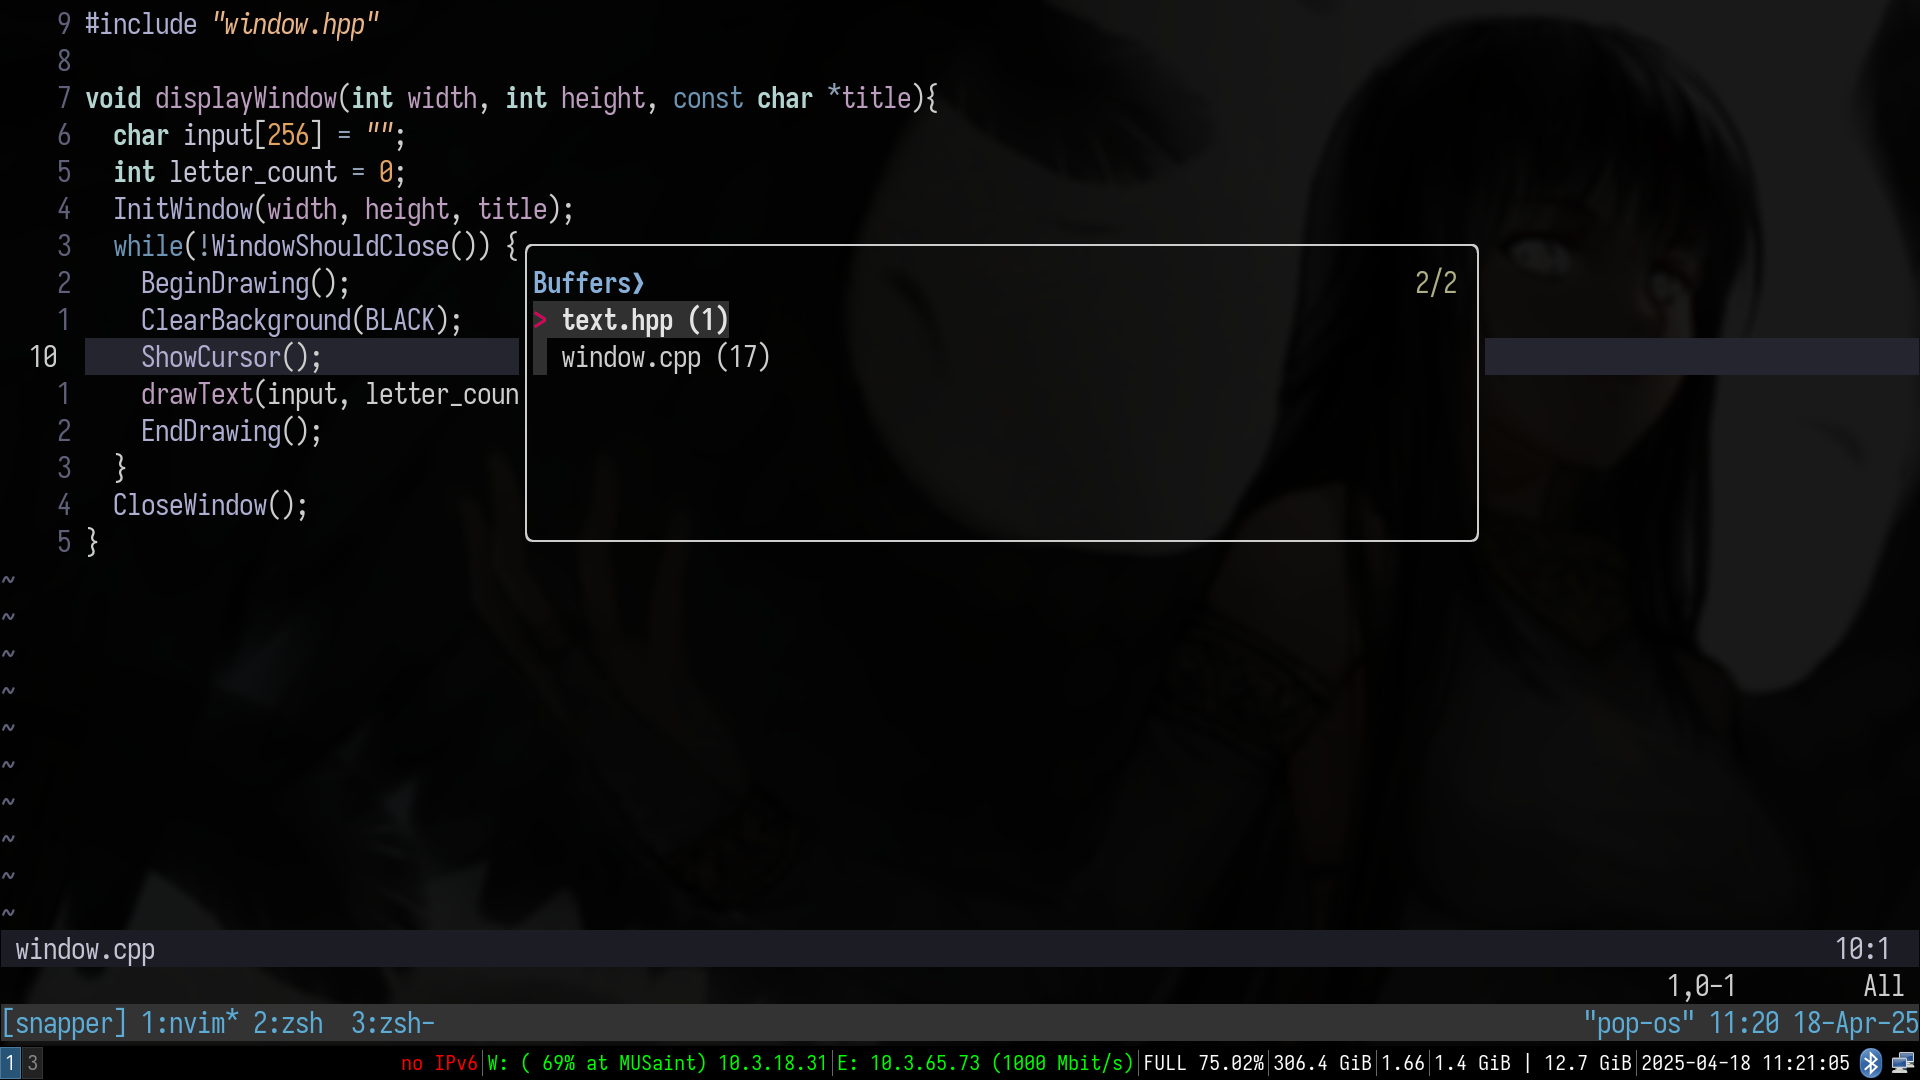 9 #include "window.hpp"
8
7 void displayWindow(int width, int height, const char *title){
6   char input[256] = "";
5   int letter_count = 0;
4   InitWindow(width, height, title);
3   while(!WindowShouldClose()) {
2     BeginDrawing();
1     ClearBackground(BLACK);
10     ShowCursor();
1     drawText(input, letter_coun
2     EndDrawing();
3   }
4   CloseWindow();
5 }
Buffers❯ 2/2
> text.hpp (1)
window.cpp (17)
~
~
~
~
~
~
~
~
~
~
window.cpp 10:1
1,0-1 All
[snapper] 1:nvim* 2:zsh  3:zsh- "pop-os" 11:20 18-Apr-25
1 3 no IPv6|W: ( 69% at MUSaint) 10.3.18.31|E: 10.3.65.73 (1000 Mbit/s)|FULL 75.02%|306.4 GiB|1.66|1.4 GiB | 12.7 GiB|2025-04-18 11:21:05